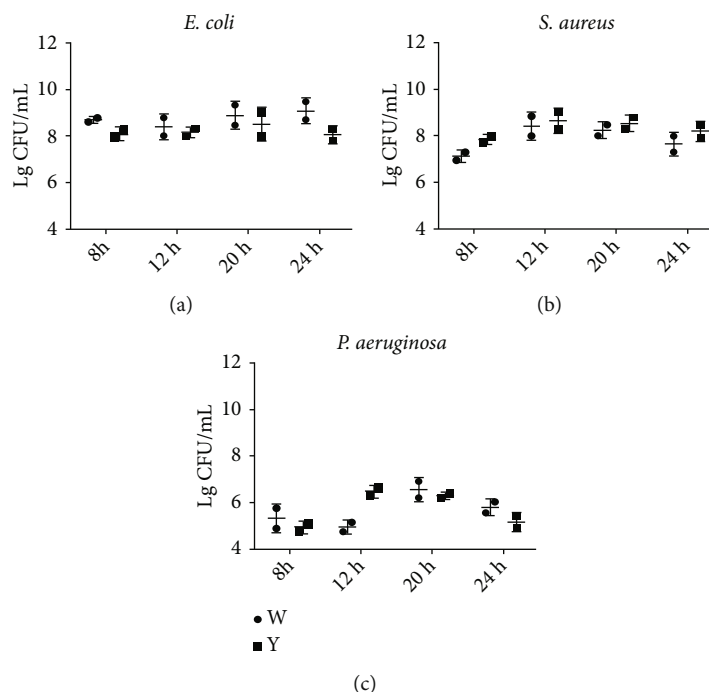 E. coli
12
10
8
6
4
Lg CFU/mL
8h
12 h
20 h
24 h
(a)
S. aureus
12
10
8
6
4
Lg CFU/mL
8h
12 h
20 h
24 h
(b)
P. aeruginosa
12
10
8
6
4
Lg CFU/mL
8h
12 h
20 h
24 h
W
Y
(c)